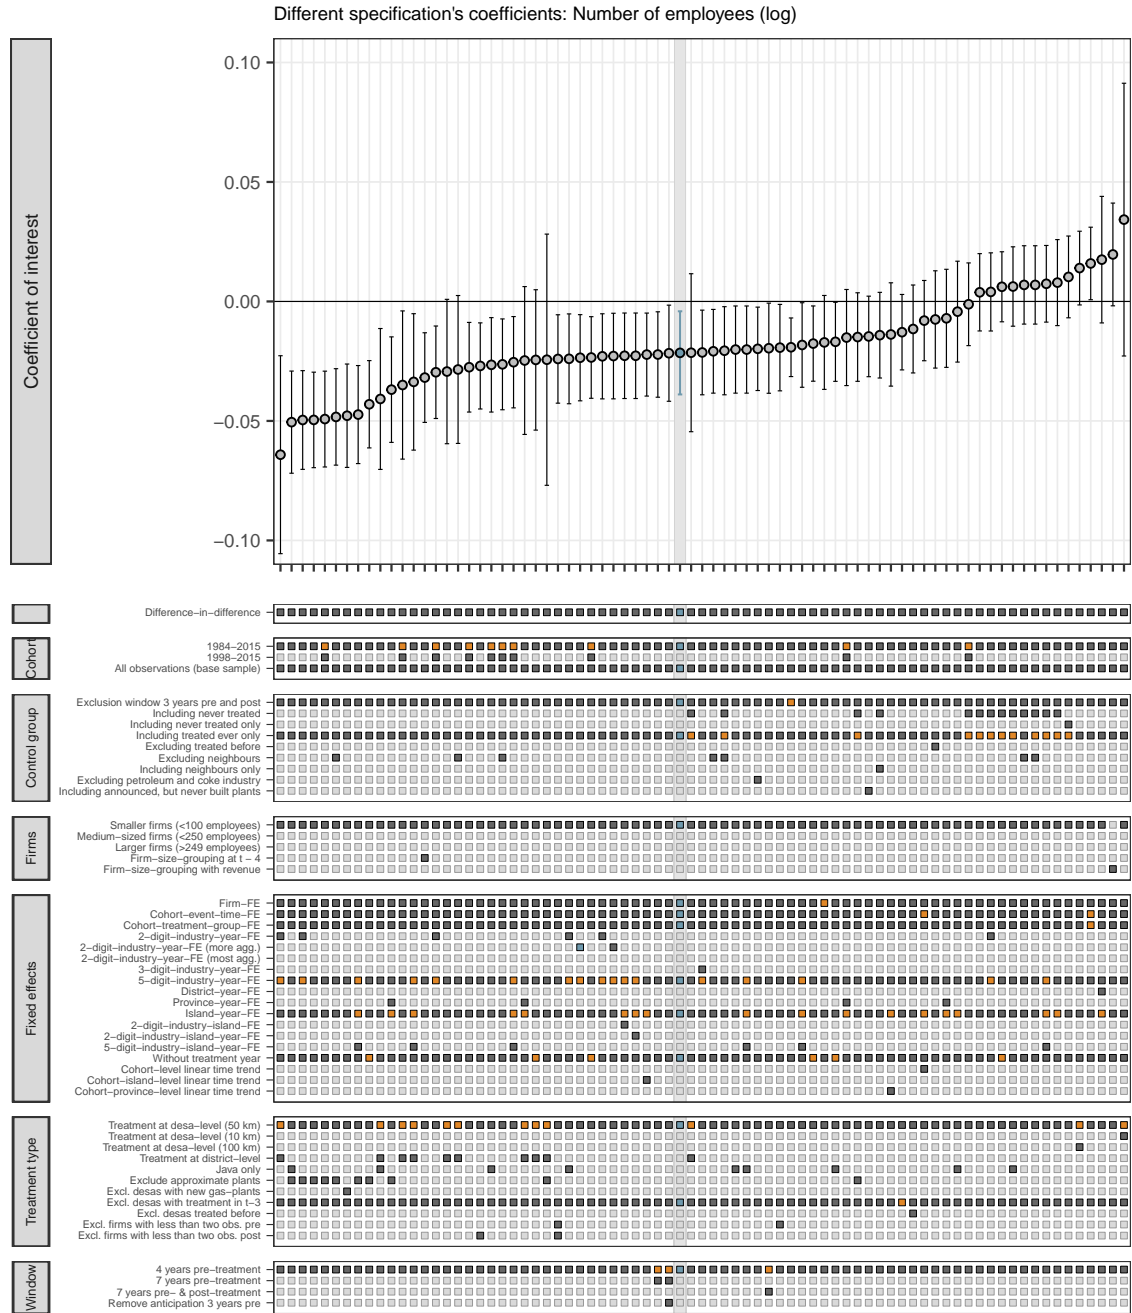 Different specification's coefficients: Number of employees (log)
Coefficient of interest
0.10
0.05
0.00
−0.05
−0.10
Difference−in−difference
Cohort
1984−2015
1998−2015
All observations (base sample)
Control group
Exclusion window 3 years pre and post
Including never treated
Including never treated only
Including treated ever only
Excluding treated before
Excluding neighbours
Including neighbours only
Excluding petroleum and coke industry
Including announced, but never built plants
Firms
Smaller firms (<100 employees)
Medium−sized firms (<250 employees)
Larger firms (>249 employees)
Firm−size−grouping at t − 4
Firm−size−grouping with revenue
Fixed effects
Firm−FE
Cohort−event−time−FE
Cohort−treatment−group−FE
2−digit−industry−year−FE
2−digit−industry−year−FE (more agg.)
2−digit−industry−year−FE (most agg.)
3−digit−industry−year−FE
5−digit−industry−year−FE
District−year−FE
Province−year−FE
Island−year−FE
2−digit−industry−island−FE
2−digit−industry−island−year−FE
5−digit−industry−island−year−FE
Without treatment year
Cohort−level linear time trend
Cohort−island−level linear time trend
Cohort−province−level linear time trend
Treatment type
Treatment at desa−level (50 km)
Treatment at desa−level (10 km)
Treatment at desa−level (100 km)
Treatment at district−level
Java only
Exclude approximate plants
Excl. desas with new gas−plants
Excl. desas with treatment in t−3
Excl. desas treated before
Excl. firms with less than two obs. pre
Excl. firms with less than two obs. post
Window
4 years pre−treatment
7 years pre−treatment
7 years pre− & post−treatment
Remove anticipation 3 years pre